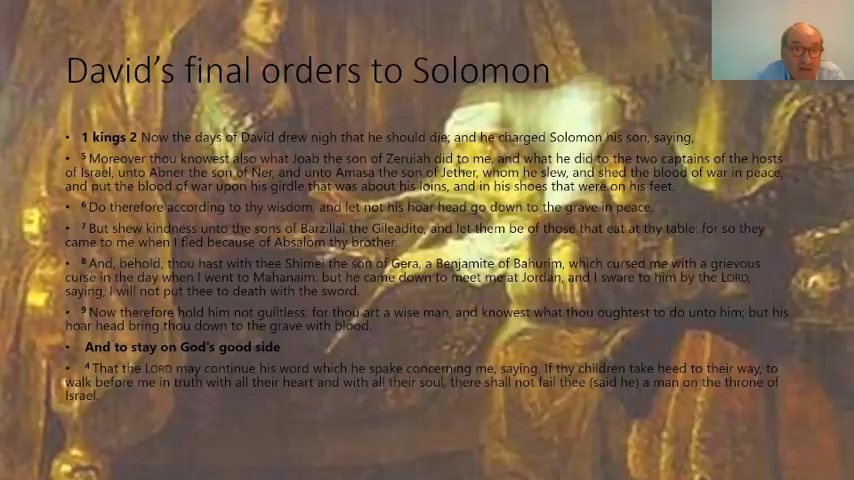 David's final orders to Solomon
• 1 kings 2 Now the days of David drew nigh that he should die; and he charged Solomon his son, saying,
• 5 Moreover thou knowest also what Joab the son of Zeruiah did to me, and what he did to the two captains of the hosts
of Israel, unto Abner the son of Ner, and unto Amasa the son of Jether, whom he slew, and shed the blood of war in peace,
and put the blood of war upon his girdle that was about his loins, and in his shoes that were on his feet.
• 6 Do therefore according to thy wisdom, and let not his hoar head go down to the grave in peace.
• 7 But shew kindness unto the sons of Barzillai the Gileadite, and let them be of those that eat at thy table: for so they
came to me when I fled because of Absalom thy brother.
• 8 And, behold, thou hast with thee Shimei the son of Gera, a Benjamite of Bahurim, which cursed me with a grievous
curse in the day when I went to Mahanaim: but he came down to meet me at Jordan, and I sware to him by the LORD,
saying, I will not put thee to death with the sword.
• 9 Now therefore hold him not guiltless: for thou art a wise man, and knowest what thou oughtest to do unto him; but his
hoar head bring thou down to the grave with blood.
• And to stay on God's good side
• 4 That the LORD may continue his word which he spake concerning me, saying, If thy children take heed to their way, to
walk before me in truth with all their heart and with all their soul, there shall not fail thee (said he) a man on the throne of
Israel.